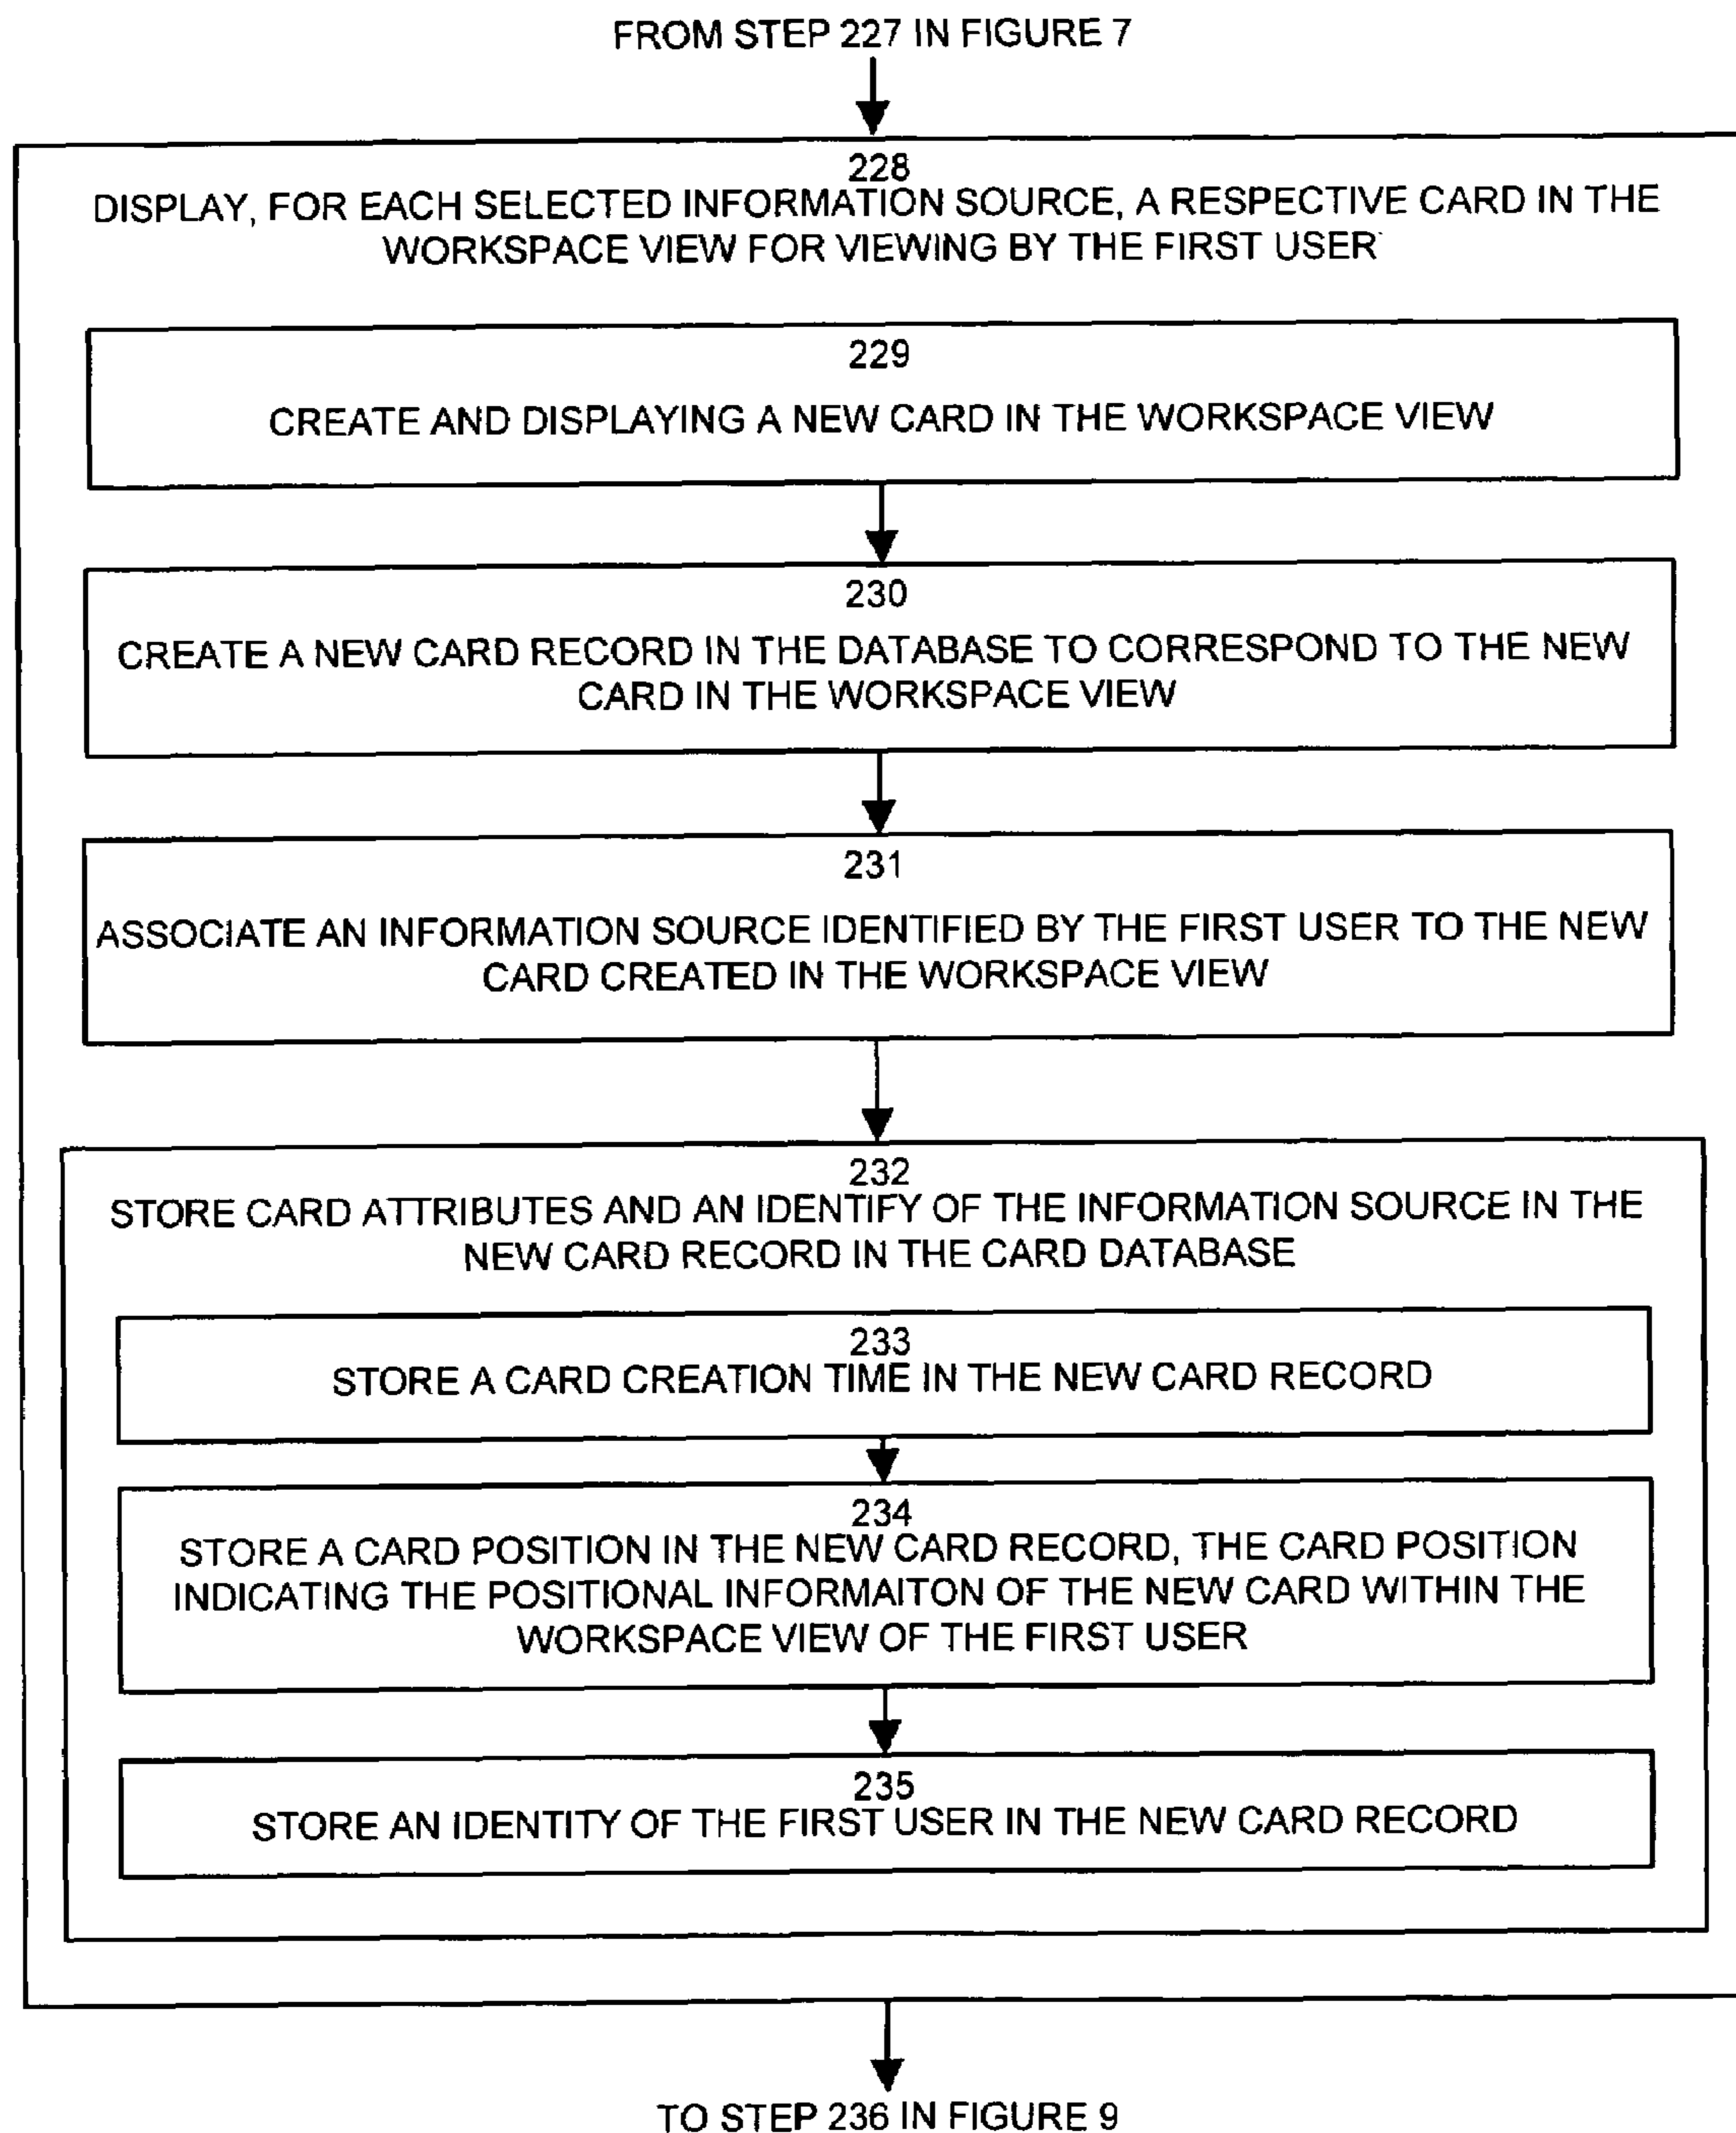 FROM STEP 227 IN FIGURE 7
228
DISPLAY, FOR EACH SELECTED INFORMATION SOURCE, A RESPECTIVE CARD IN THE
WORKSPACE VIEW FOR VIEWING BY THE FIRST USER
229
CREATE AND DISPLAYING A NEW CARD IN THE WORKSPACE VIEW
230
CREATE A NEW CARD RECORD IN THE DATABASE TO CORRESPOND TO THE NEW
CARD IN THE WORKSPACE VIEW
231
ASSOCIATE AN INFORMATION SOURCE IDENTIFIED BY THE FIRST USER TO THE NEW
CARD CREATED IN THE WORKSPACE VIEW
232
STORE CARD ATTRIBUTES AND AN IDENTIFY OF THE INFORMATION SOURCE IN THE
NEW CARD RECORD IN THE CARD DATABASE
233
STORE A CARD CREATION TIME IN THE NEW CARD RECORD
234
STORE A CARD POSITION IN THE NEW CARD RECORD, THE CARD POSITION
INDICATING THE POSITIONAL INFORMAITON OF THE NEW CARD WITHIN THE
WORKSPACE VIEW OF THE FIRST USER
235
STORE AN IDENTITY OF THE FIRST USER IN THE NEW CARD RECORD
TO STEP 236 IN FIGURE 9